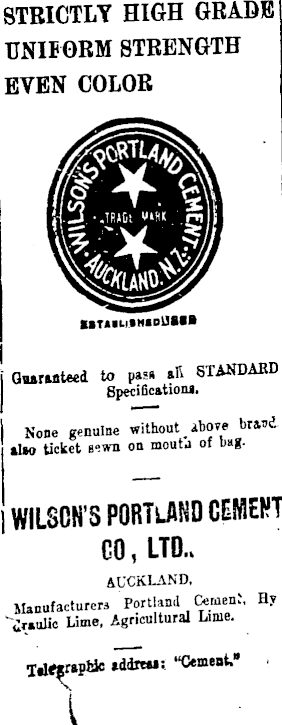 STRICTLY HIGH GRADE
UNIFORM STRENGTH
EVEN COLOR
WILSON'S PORTLAND CEMENT
TRADE MARK
AUCKLAND. N.Z.
ESTABLISHED
Guaranteed to pass all STANDARD
Specifications.
None genuine without above brand
also ticket sewn on mouth of bag.
WILSON'S PORTLAND CEMENT
CO, LTD.,
AUCKLAND,
Manufacturers Portland Cement, Hy
draulic Lime, Agricultural Lime.
Telegraphic address: "Cement."